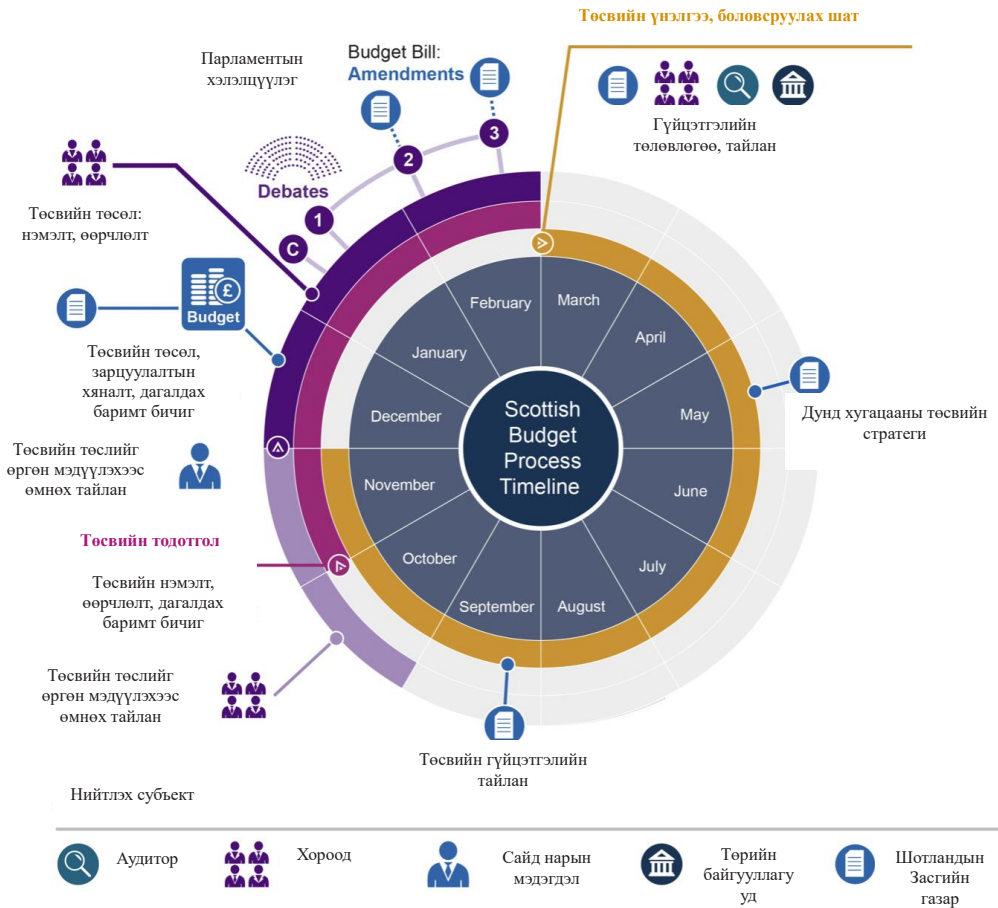 Төсвийн үнэлгээ, боловсруулах шат
Парламентын
хэлэлцүүлэг
Budget Bill:
Amendments
Гүйцэтгэлийн
төлөвлөгөө, тайлан
3
2
Debates
1
C
Төсвийн төсөл:
нэмэлт, өөрчлөлт
£
Budget
Төсвийн төсөл,
зарцуулалтын
хяналт, дагалдах
баримт бичиг
February
March
January
April
December
May
Scottish
Budget
Process
Timeline
Дунд хугацааны төсвийн
стратеги
Төсвийн төслийг
өргөн мэдүүлэхээс
өмнөх тайлан
November
June
Төсвийн тодотгол
October
July
Төсвийн нэмэлт,
өөрчлөлт, дагалдах
баримт бичиг
September
August
Төсвийн төслийг
өргөн мэдүүлэхээс
өмнөх тайлан
Төсвийн гүйцэтгэлийн
тайлан
Нийтлэх субъект
Аудитор
Хороод
Сайд нарын
мэдэгдэл
Төрийн
байгууллагу
уд
Шотландын
Засгийн
газар